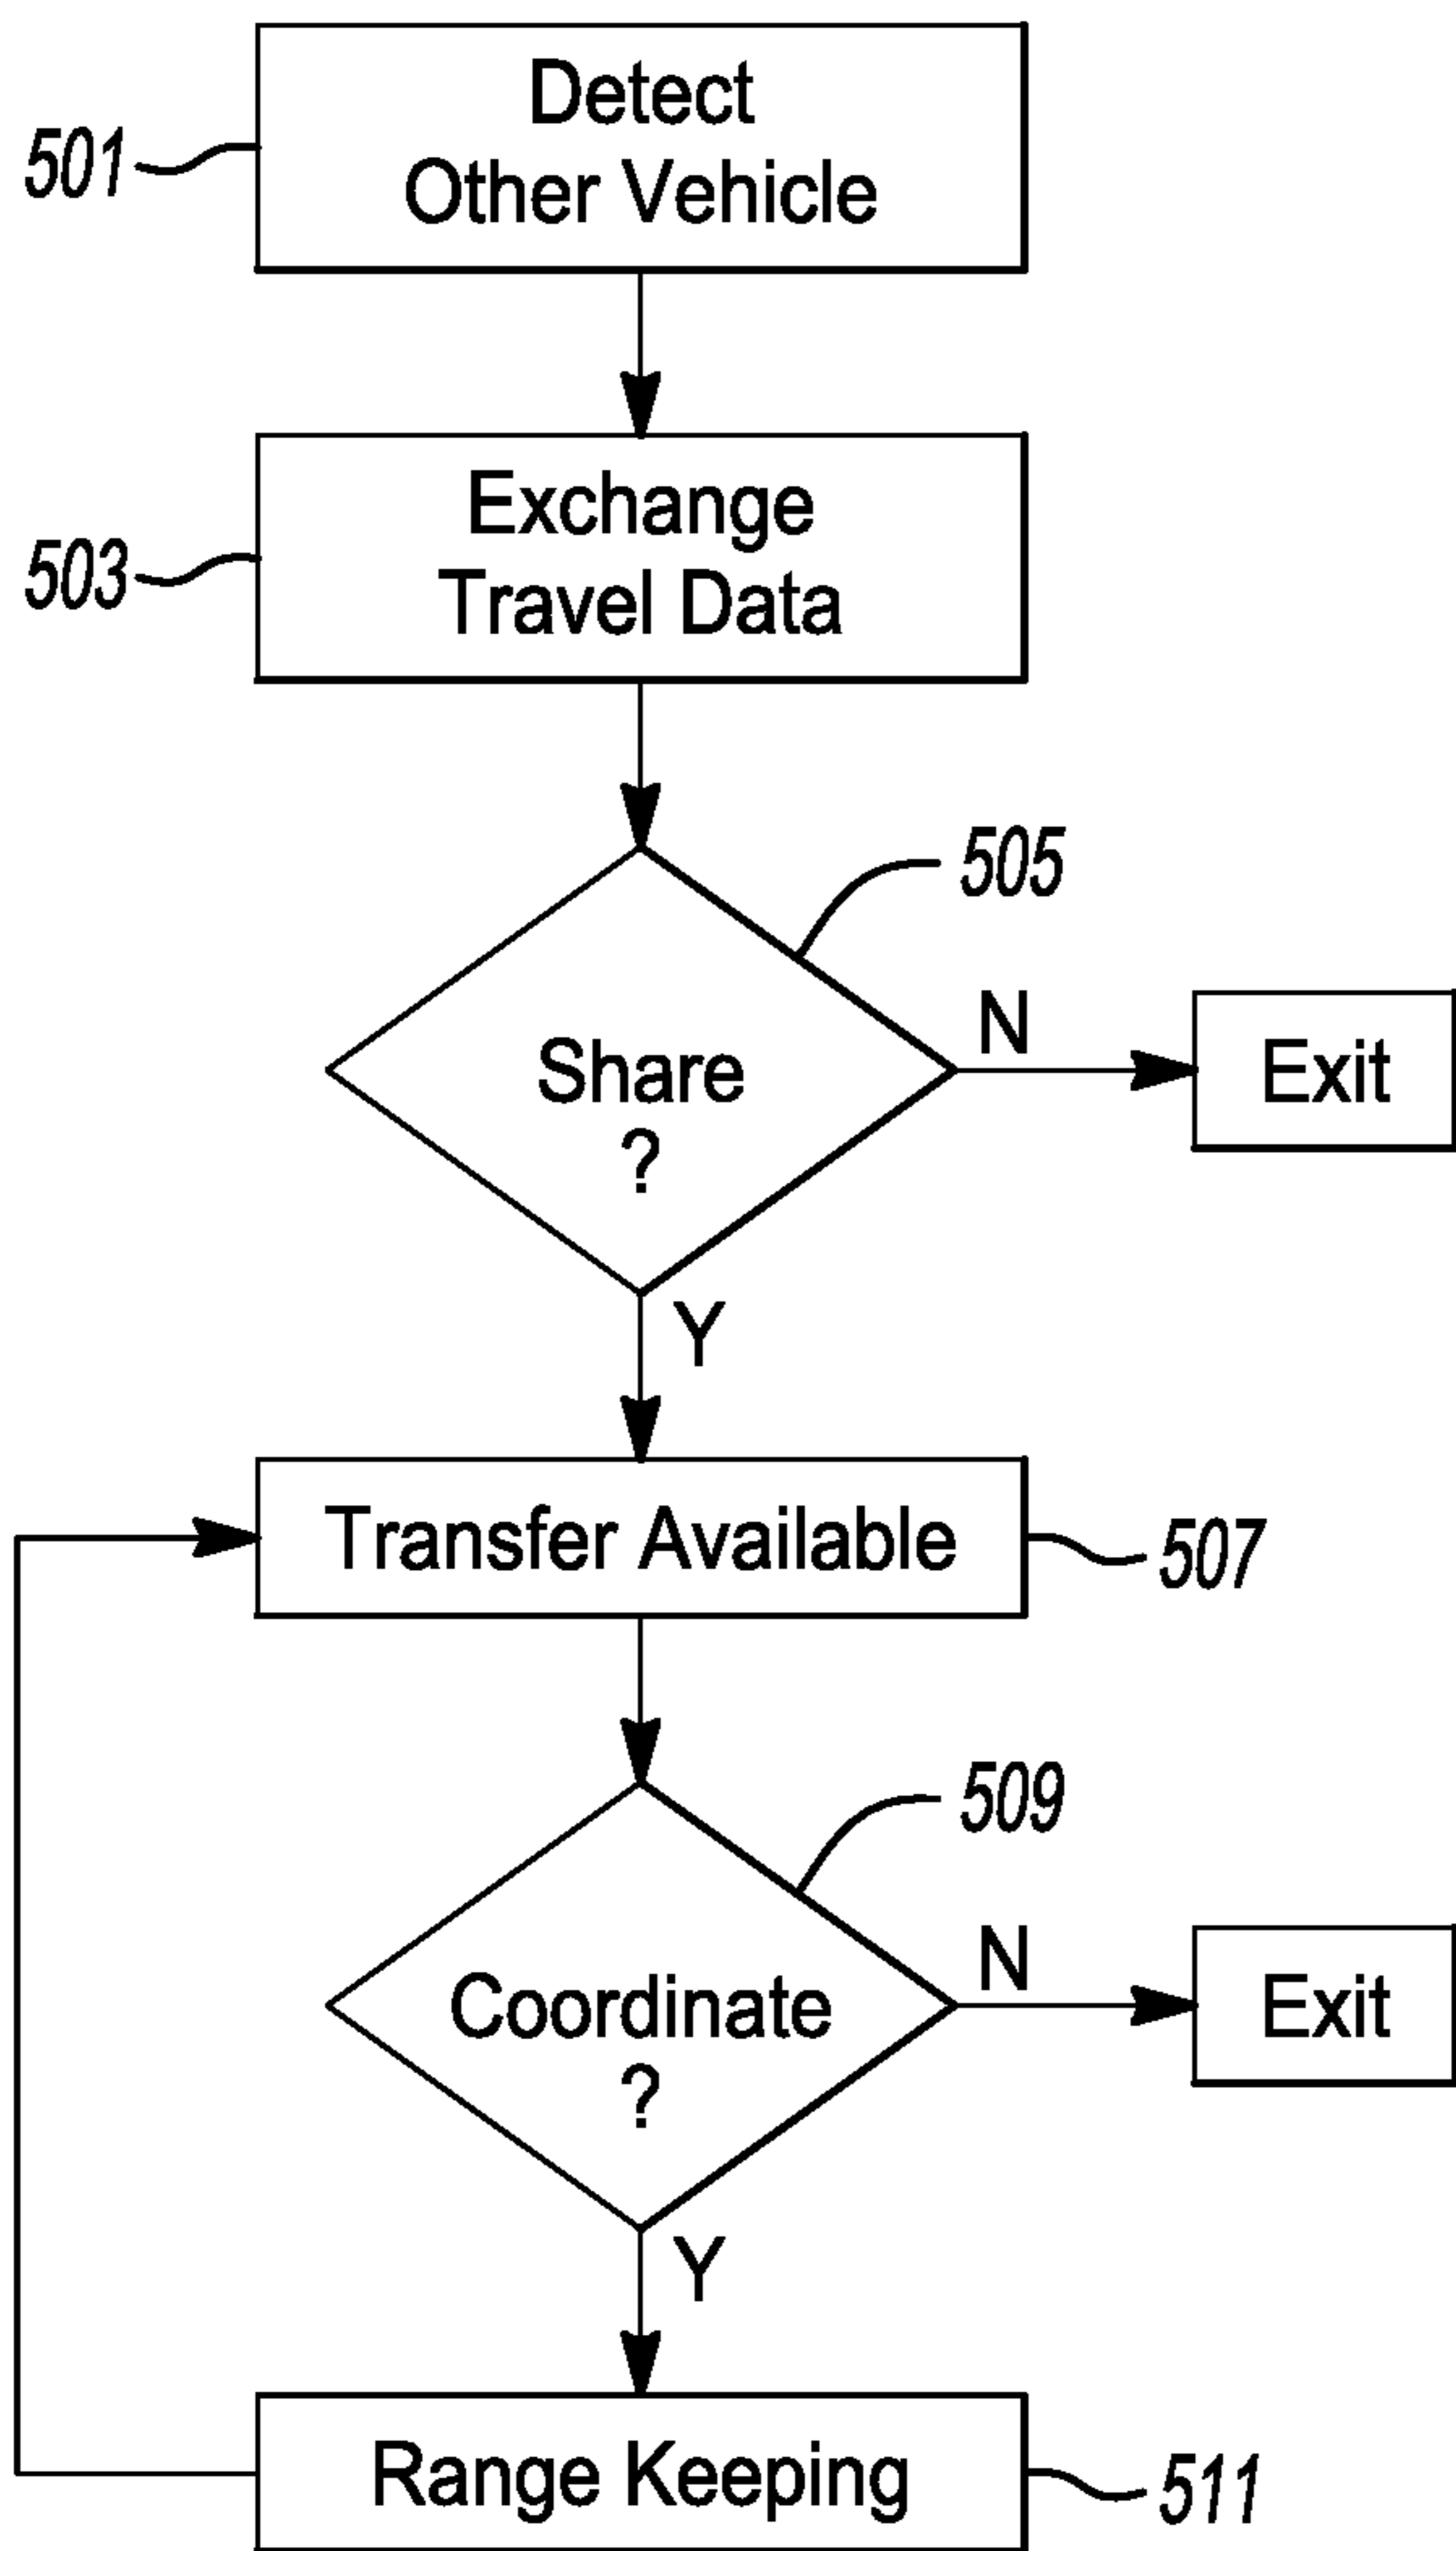 Detect
Other Vehicle
501
Exchange
Travel Data
503
505
Share
?
N
Exit
Y
Transfer Available
507
509
Coordinate
?
N
Exit
Y
Range Keeping
511